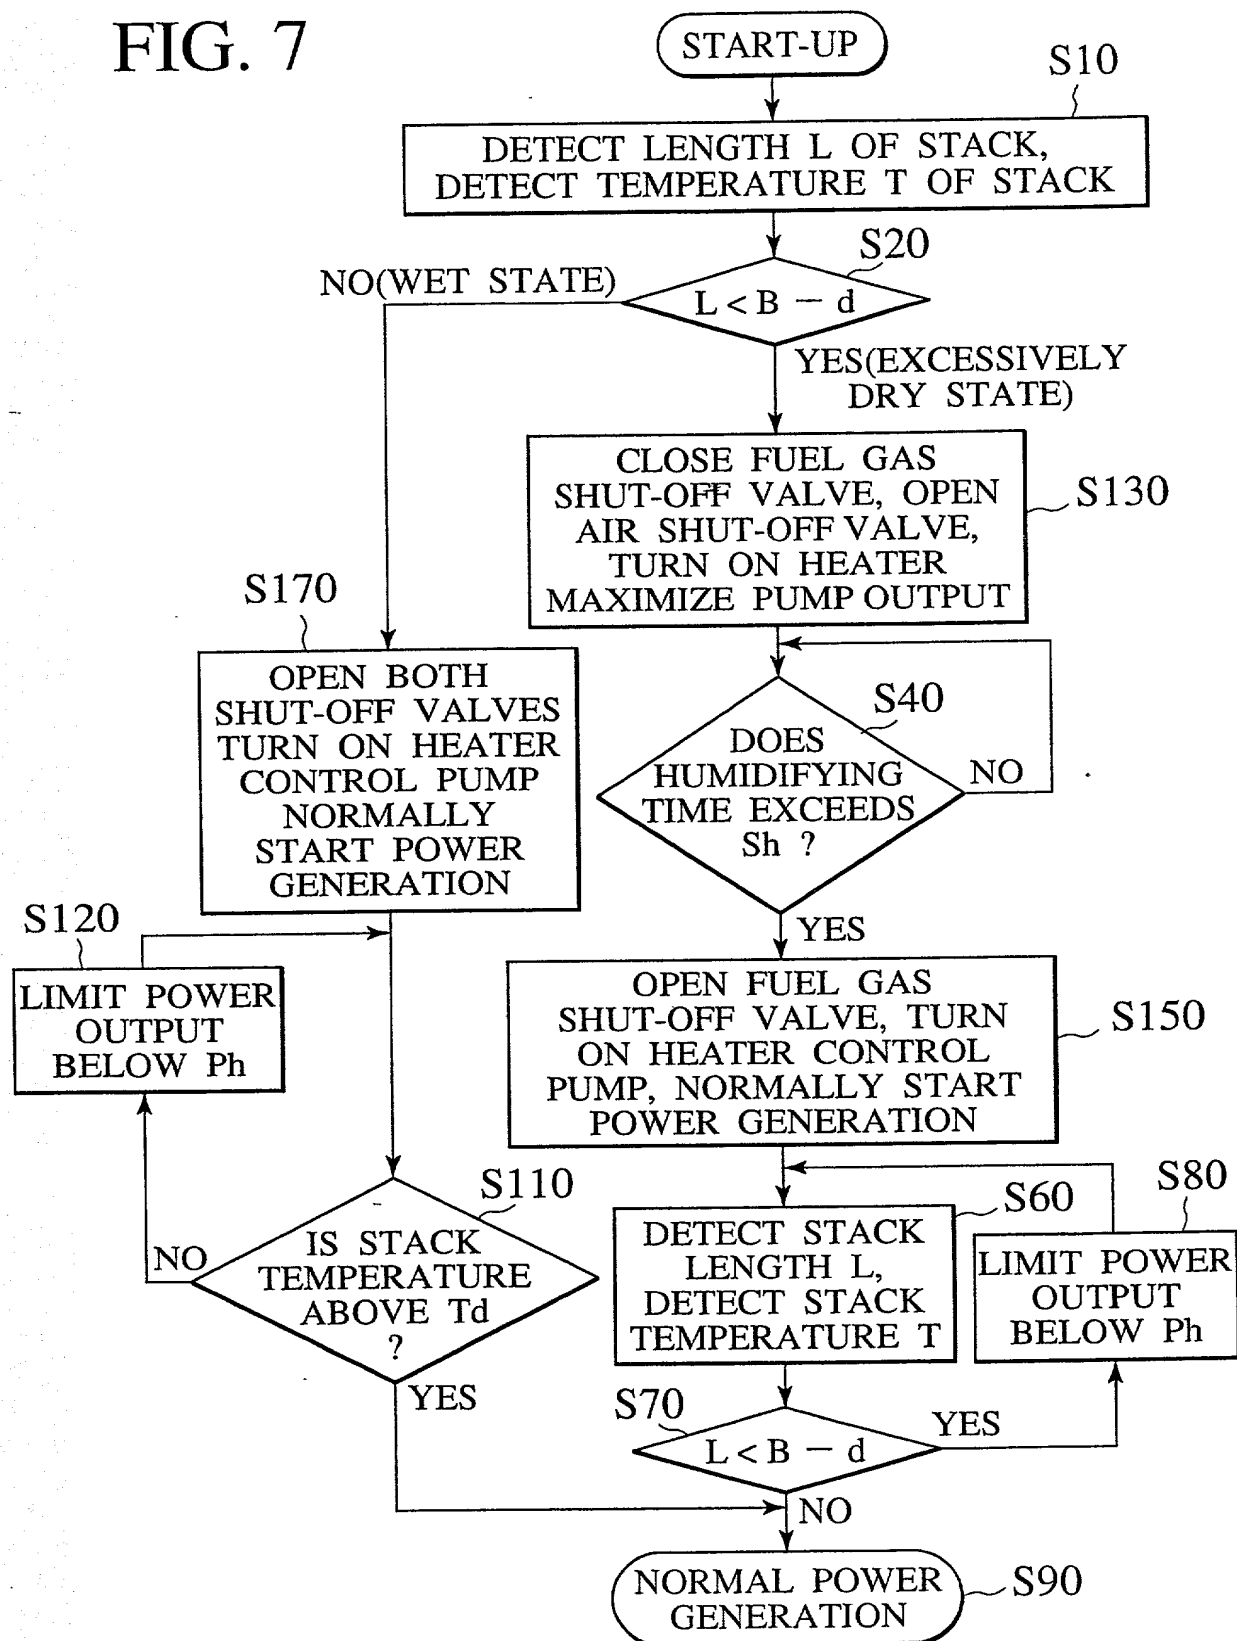 FIG. 7
START-UP
S10
DETECT LENGTH L OF STACK,
DETECT TEMPERATURE T OF STACK
S20
L < B - d
NO(WET STATE)
YES(EXCESSIVELY
DRY STATE)
CLOSE FUEL GAS
SHUT-OFF VALVE, OPEN
AIR SHUT-OFF VALVE,
TURN ON HEATER
MAXIMIZE PUMP OUTPUT
S130
S170
OPEN BOTH
SHUT-OFF VALVES
TURN ON HEATER
CONTROL PUMP
NORMALLY
START POWER
GENERATION
S40
DOES
HUMIDIFYING
TIME EXCEEDS
Sh ?
NO
YES
S120
LIMIT POWER
OUTPUT
BELOW Ph
OPEN FUEL GAS
SHUT-OFF VALVE, TURN
ON HEATER CONTROL
PUMP, NORMALLY START
POWER GENERATION
S150
S110
IS STACK
TEMPERATURE
ABOVE Td
?
NO
YES
S60
DETECT STACK
LENGTH L,
DETECT STACK
TEMPERATURE T
S80
LIMIT POWER
OUTPUT
BELOW Ph
S70
L < B - d
YES
NO
NORMAL POWER
GENERATION
S90